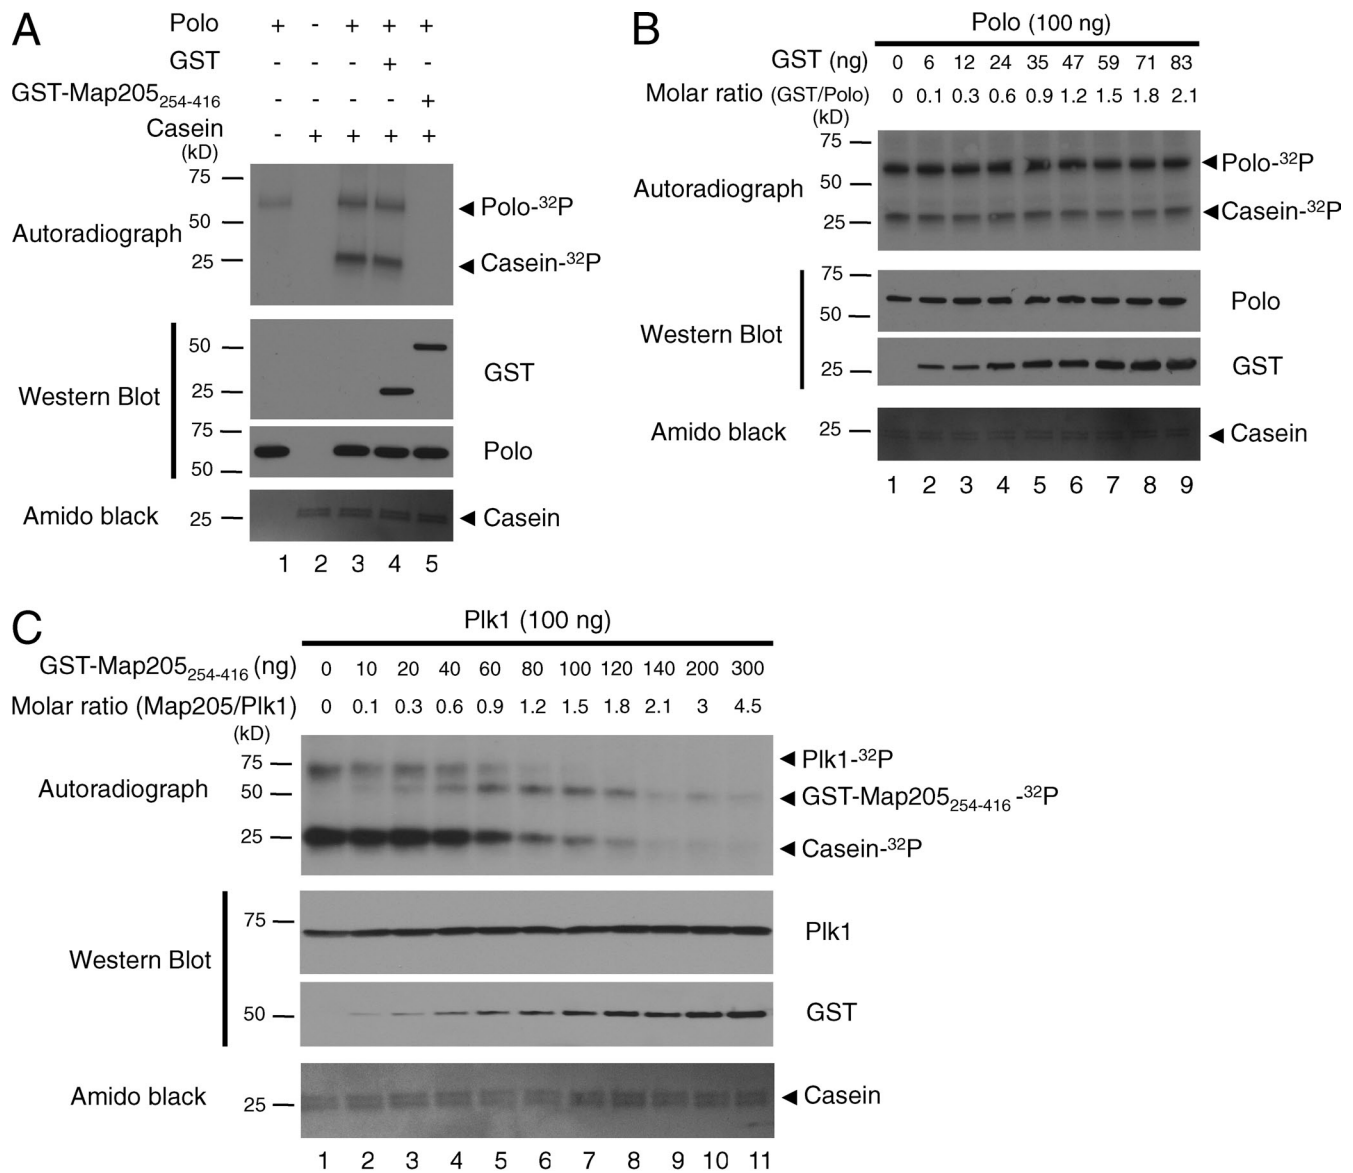 A
Polo + - + + +
GST - - - + -
GST-Map205254-416 - - - - +
Casein - + + + +
(kD)
75
50
25
Autoradiograph
Polo-32P
Casein-32P
Western Blot
50
25
GST
75
50
Polo
Amido black
25
Casein
1 2 3 4 5
B
Polo (100 ng)
GST (ng) 0 6 12 24 35 47 59 71 83
Molar ratio (GST/Polo) 0 0.1 0.3 0.6 0.9 1.2 1.5 1.8 2.1
(kD)
75
50
25
Autoradiograph
Polo-32P
Casein-32P
Western Blot
75
50
Polo
25
GST
Amido black
25
Casein
1 2 3 4 5 6 7 8 9
C
Plk1 (100 ng)
GST-Map205254-416 (ng) 0 10 20 40 60 80 100 120 140 200 300
Molar ratio (Map205/Plk1) 0 0.1 0.3 0.6 0.9 1.2 1.5 1.8 2.1 3 4.5
(kD)
75
50
25
Autoradiograph
Plk1-32P
GST-Map205254-416-32P
Casein-32P
Western Blot
75
Plk1
50
GST
Amido black
25
Casein
1 2 3 4 5 6 7 8 9 10 11